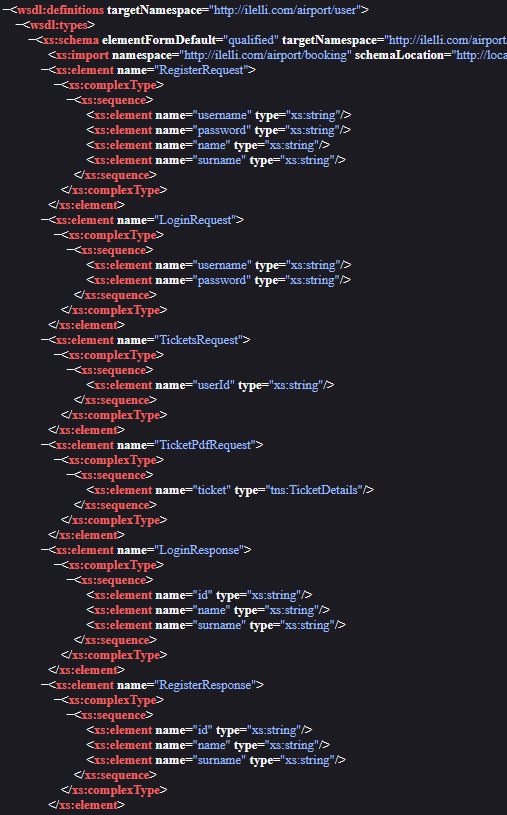 −<wsdl:definitions targetNamespace="http://ilelli.com/airport/user">
−<wsdl:types>
−<xs:schema elementFormDefault="qualified" targetNamespace="http://ilelli.com/airport/
<xs:import namespace="http://ilelli.com/airport/booking" schemaLocation="http://loca
−<xs:element name="RegisterRequest">
−<xs:complexType>
−<xs:sequence>
<xs:element name="username" type="xs:string"/>
<xs:element name="password" type="xs:string"/>
<xs:element name="name" type="xs:string"/>
<xs:element name="surname" type="xs:string"/>
</xs:sequence>
</xs:complexType>
</xs:element>
−<xs:element name="LoginRequest">
−<xs:complexType>
−<xs:sequence>
<xs:element name="username" type="xs:string"/>
<xs:element name="password" type="xs:string"/>
</xs:sequence>
</xs:complexType>
</xs:element>
−<xs:element name="TicketsRequest">
−<xs:complexType>
−<xs:sequence>
<xs:element name="userId" type="xs:string"/>
</xs:sequence>
</xs:complexType>
</xs:element>
−<xs:element name="TicketPdfRequest">
−<xs:complexType>
−<xs:sequence>
<xs:element name="ticket" type="tns:TicketDetails"/>
</xs:sequence>
</xs:complexType>
</xs:element>
−<xs:element name="LoginResponse">
−<xs:complexType>
−<xs:sequence>
<xs:element name="id" type="xs:string"/>
<xs:element name="name" type="xs:string"/>
<xs:element name="surname" type="xs:string"/>
</xs:sequence>
</xs:complexType>
</xs:element>
−<xs:element name="RegisterResponse">
−<xs:complexType>
−<xs:sequence>
<xs:element name="id" type="xs:string"/>
<xs:element name="name" type="xs:string"/>
<xs:element name="surname" type="xs:string"/>
</xs:sequence>
</xs:complexType>
</xs:element>